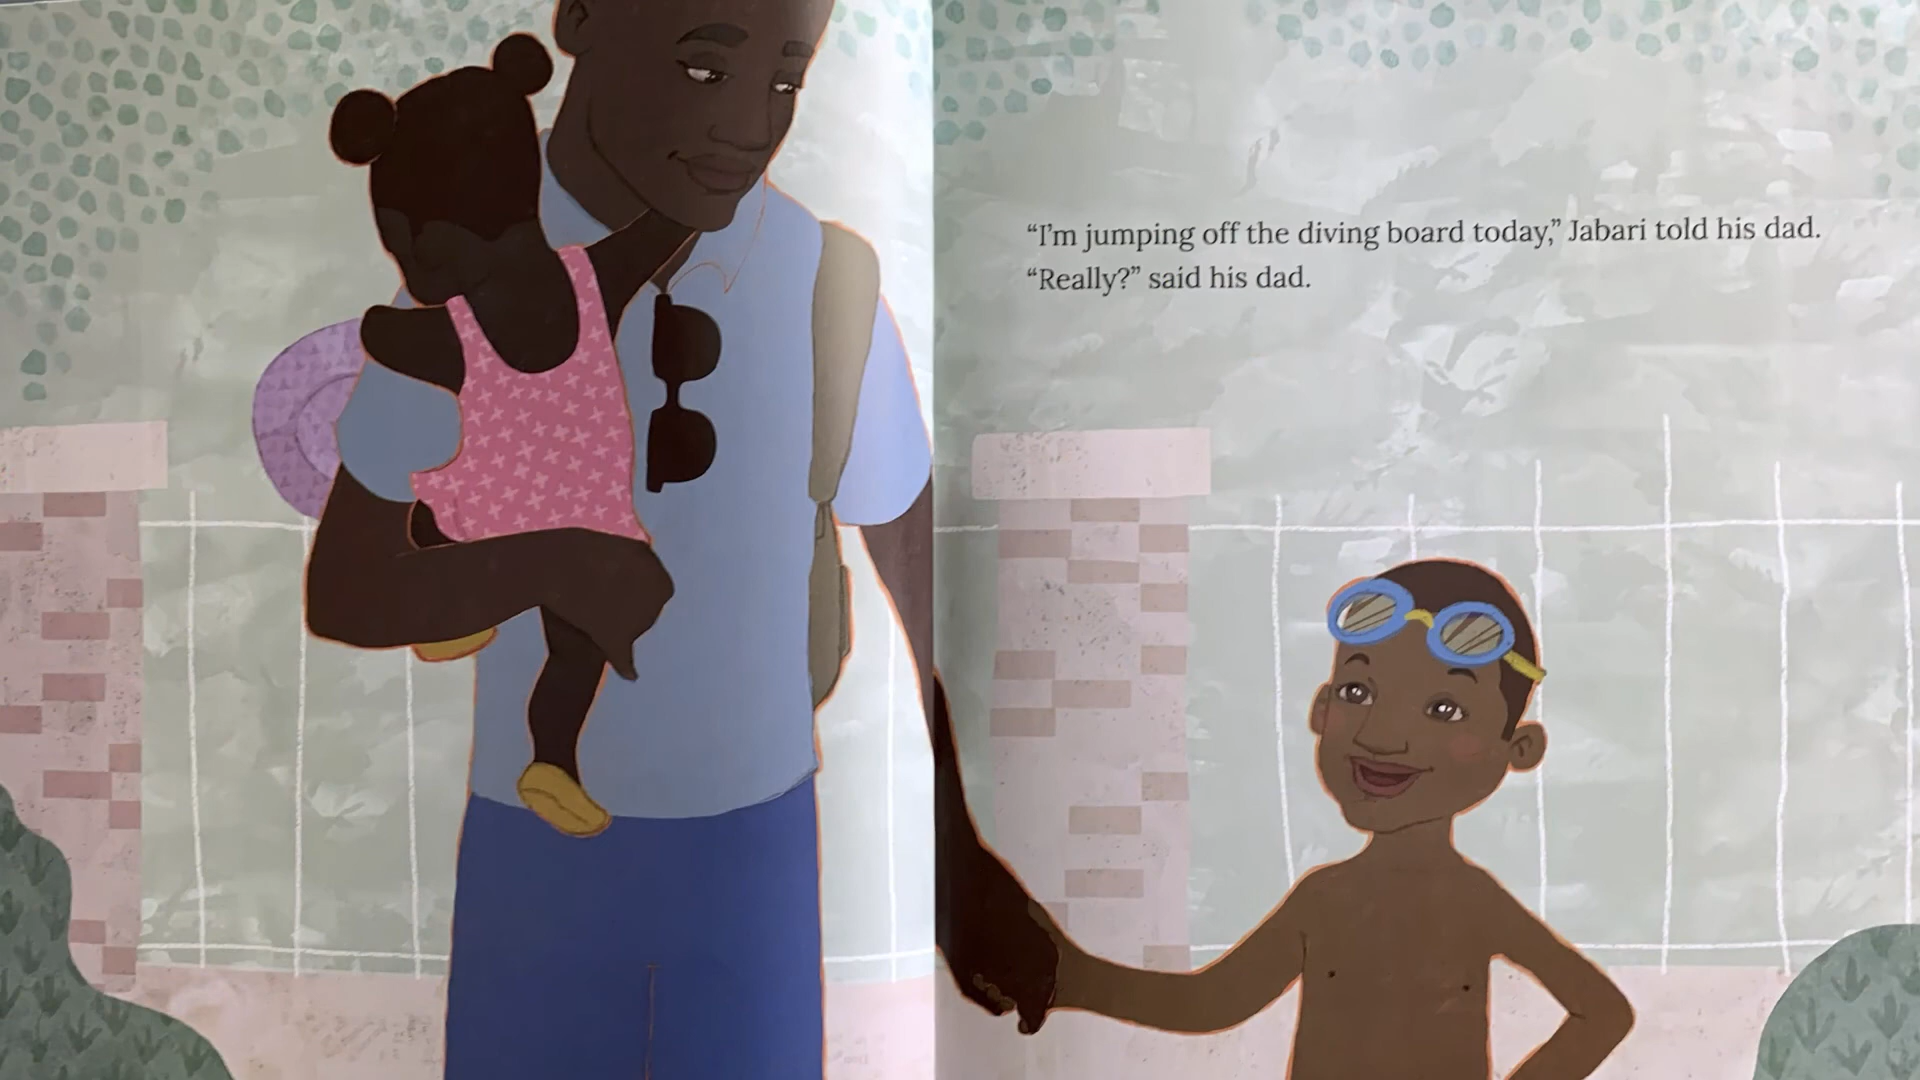 “I’m jumping off the diving board today,” Jabari told his dad.
“Really?” said his dad.